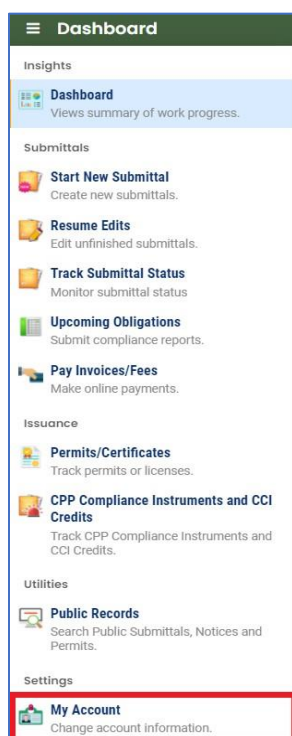 Dashboard
Insights
Dashboard
Views summary of work progress.
Submittals
Start New Submittal
Create new submittals.
Resume Edits
Edit unfinished submittals.
Track Submittal Status
Monitor submittal status
Upcoming Obligations
Submit compliance reports.
Pay Invoices/Fees
Make online payments.
Issuance
Permits/Certificates
Track permits or licenses.
CPP Compliance Instruments and CCI
Credits
Track CPP Compliance Instruments and
CCI Credits.
Utilities
Public Records
Search Public Submittals, Notices and
Permits.
Settings
My Account
Change account information.